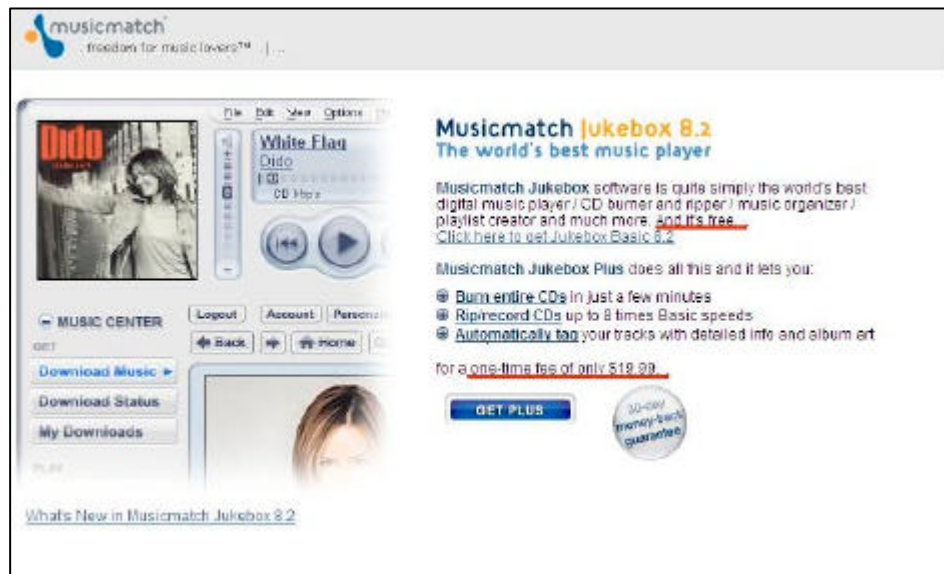 musicmatch
freedom for music lovers™
File Edit View Options
Dido
White Flag
Dido
CD
Logout Account
Back Home
MUSIC CENTER
GET
Download Music
Download Status
My Downloads
PLAY
What's New in Musicmatch Jukebox 8.2
Musicmatch Jukebox 8.2
The world's best music player
Musicmatch Jukebox software is quite simply the world's best
digital music player / CD burner and ripper / music organizer /
playlist creator and much more. And it's free...
Click here to get Jukebox Basic 8.2
Musicmatch Jukebox Plus does all this and it lets you:
Burn entire CDs in just a few minutes
Rip/record CDs up to 8 times Basic speeds
Automatically tag your tracks with detailed info and album art
for a one-time fee of only $19.99...
GET PLUS
30-day
money-back
guarantee